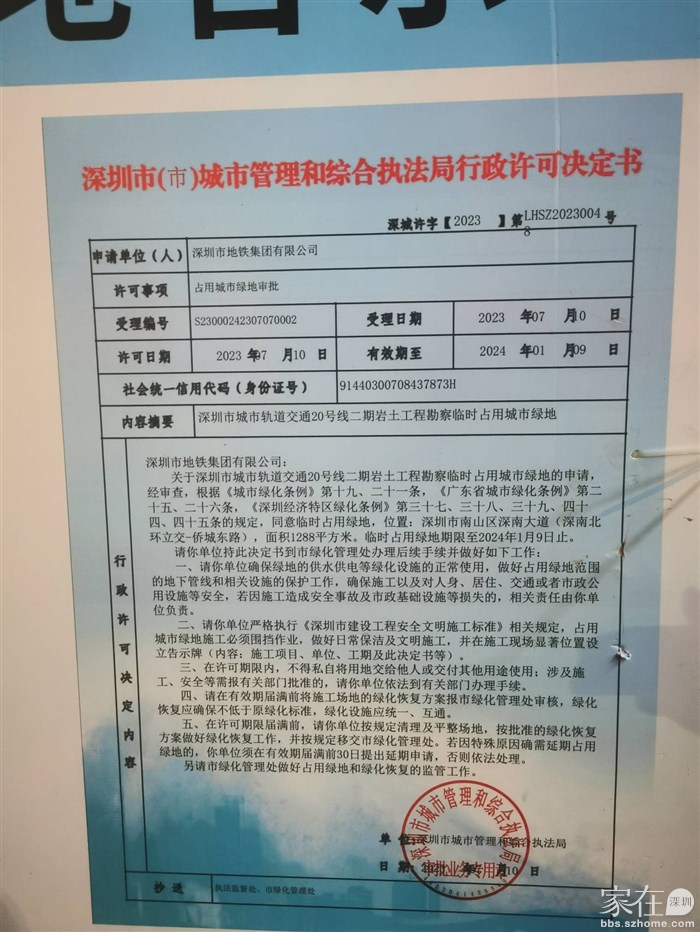 深圳市(市)城市管理和综合执法局行政许可决定书
深城许字【2023 】第LHSZ20230048号
申请单位(人) 深圳市地铁集团有限公司
许可事项 占用城市绿地审批
受理编号 S23000242307070002 受理日期 2023 年07 月10 日
许可日期 2023 年07 月10 日 有效期至 2024 年01 月09 日
社会统一信用代码(身份证号) 91440300708437873H
内容摘要 深圳市城市轨道交通20号线二期岩土工程勘察临时占用城市绿地
行政许可决定内容
深圳市地铁集团有限公司:
关于深圳市城市轨道交通20号线二期岩土工程勘察临时占用城市绿地的申请,
经审查,根据《城市绿化条例》第十九、二十一条,《广东省城市绿化条例》第二
十五、二十六条,《深圳经济特区绿化条例》第三十七、三十八、三十九、四十
四、四十五条的规定,同意临时占用绿地,位置:深圳市南山区深南大道(深南北
环立交-侨城东路),面积1288平方米。临时占用绿地期限至2024年1月9日止。
请你单位持此决定书到市绿化管理处办理后续手续并做好如下工作:
一、请你单位确保绿地的供水供电等绿化设施的正常使用,做好占用绿地范围
的地下管线和相关设施的保护工作,确保施工以及对人身、居住、交通或者市政公
用设施等安全,若因施工造成安全事故及市政基础设施等损失的,相关责任由你单
位负责。
二、请你单位严格执行《深圳市建设工程安全文明施工标准》相关规定,占用
城市绿地施工必须围挡作业,做好日常保洁及文明施工,并在施工现场显著位置设
立告示牌(内容:施工项目、单位、工期及此决定书等)。
三、在许可期限内,不得私自将用地交给他人或交付其他用途使用;涉及施
工、安全等需报有关部门批准的,请你单位依法到有关部门办理手续。
四、请在有效期届满前将施工场地的绿化恢复方案报市绿化管理处审核,绿化
恢复应确保不低于原绿化标准,绿化设施应统一、互通。
五、在许可期限届满前,请你单位按规定清理及平整场地,按批准的绿化恢复
方案做好绿化恢复工作,并按规定移交市绿化管理处。若因特殊原因确需延期占用
绿地的,你单位须在有效期届满前30日提出延期申请,否则依法处理。
另请市绿化管理处做好占用绿地和绿化恢复的监管工作。
单 位:深圳市城市管理和综合执法局
日 期: 月10 日
深圳市城市管理和综合执法局
审批业务专用章
抄送 执法监督处、市绿化管理处
家在深圳
bbs.szhome.com